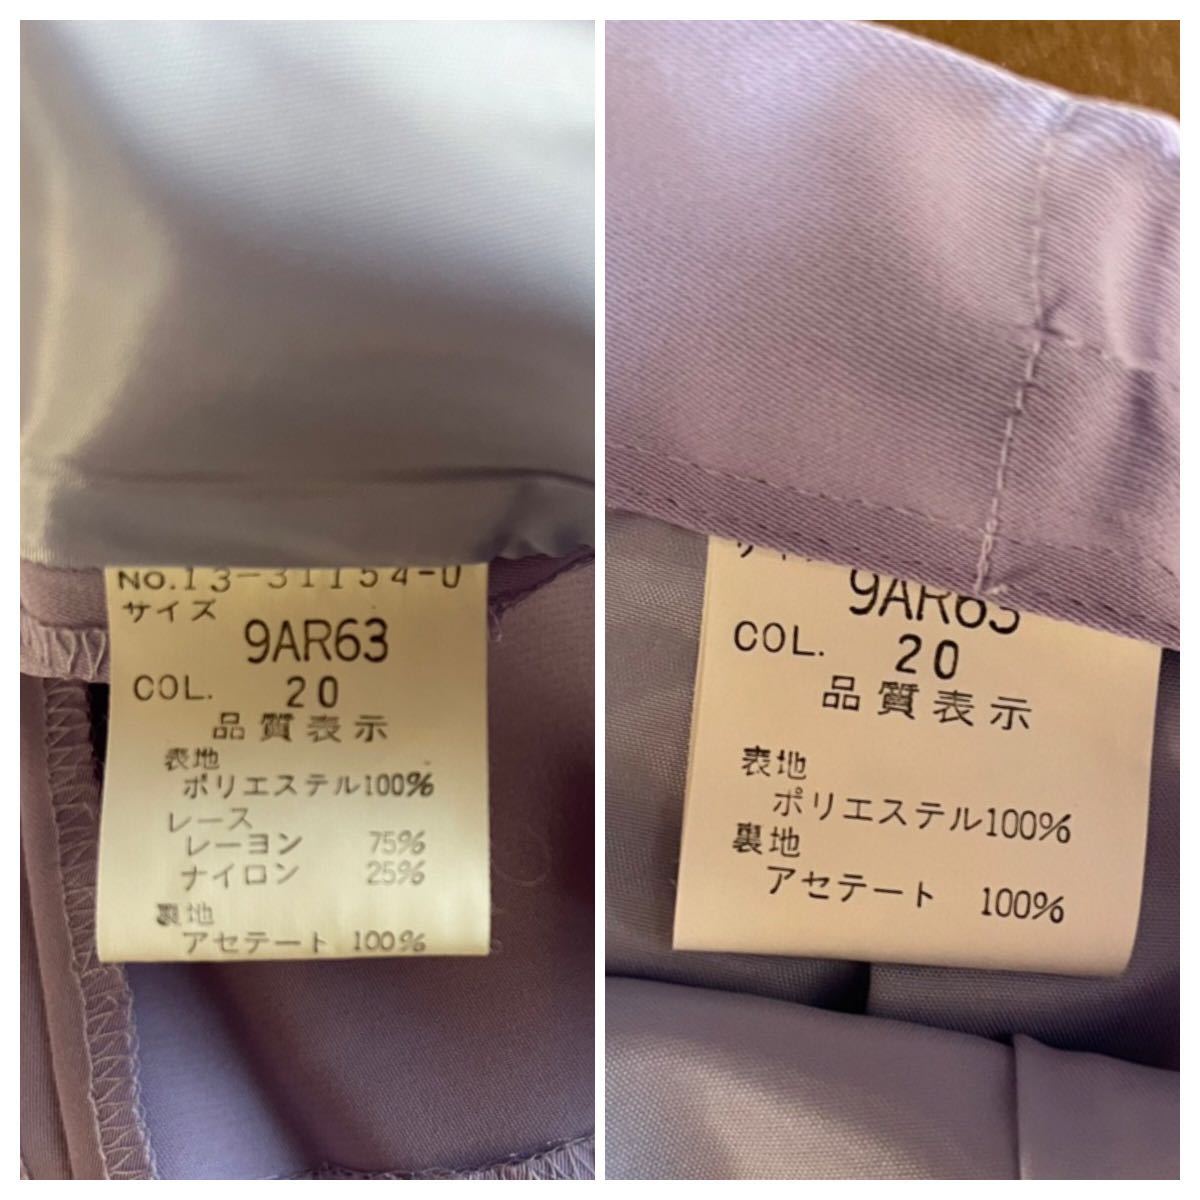 No.13-31154-0
サイズ
9AR63
COL. 20
品質表示
表地
ポリエステル100%
レース
レーヨン 75%
ナイロン 25%
裏地
アセテート 100%
サイズ
9AR63
COL. 20
品質表示
表地
ポリエステル100%
裏地
アセテート 100%